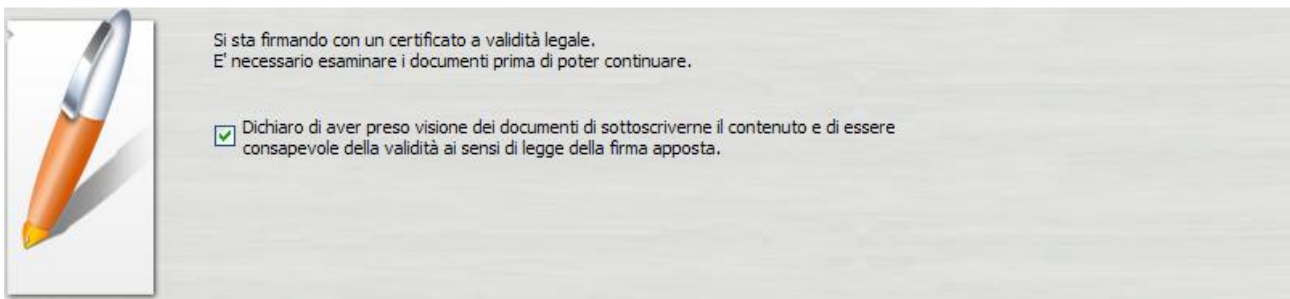 Si sta firmando con un certificato a validità legale.
E' necessario esaminare i documenti prima di poter continuare.
Dichiaro di aver preso visione dei documenti di sottoscriverne il contenuto e di essere
consapevole della validità ai sensi di legge della firma apposta.